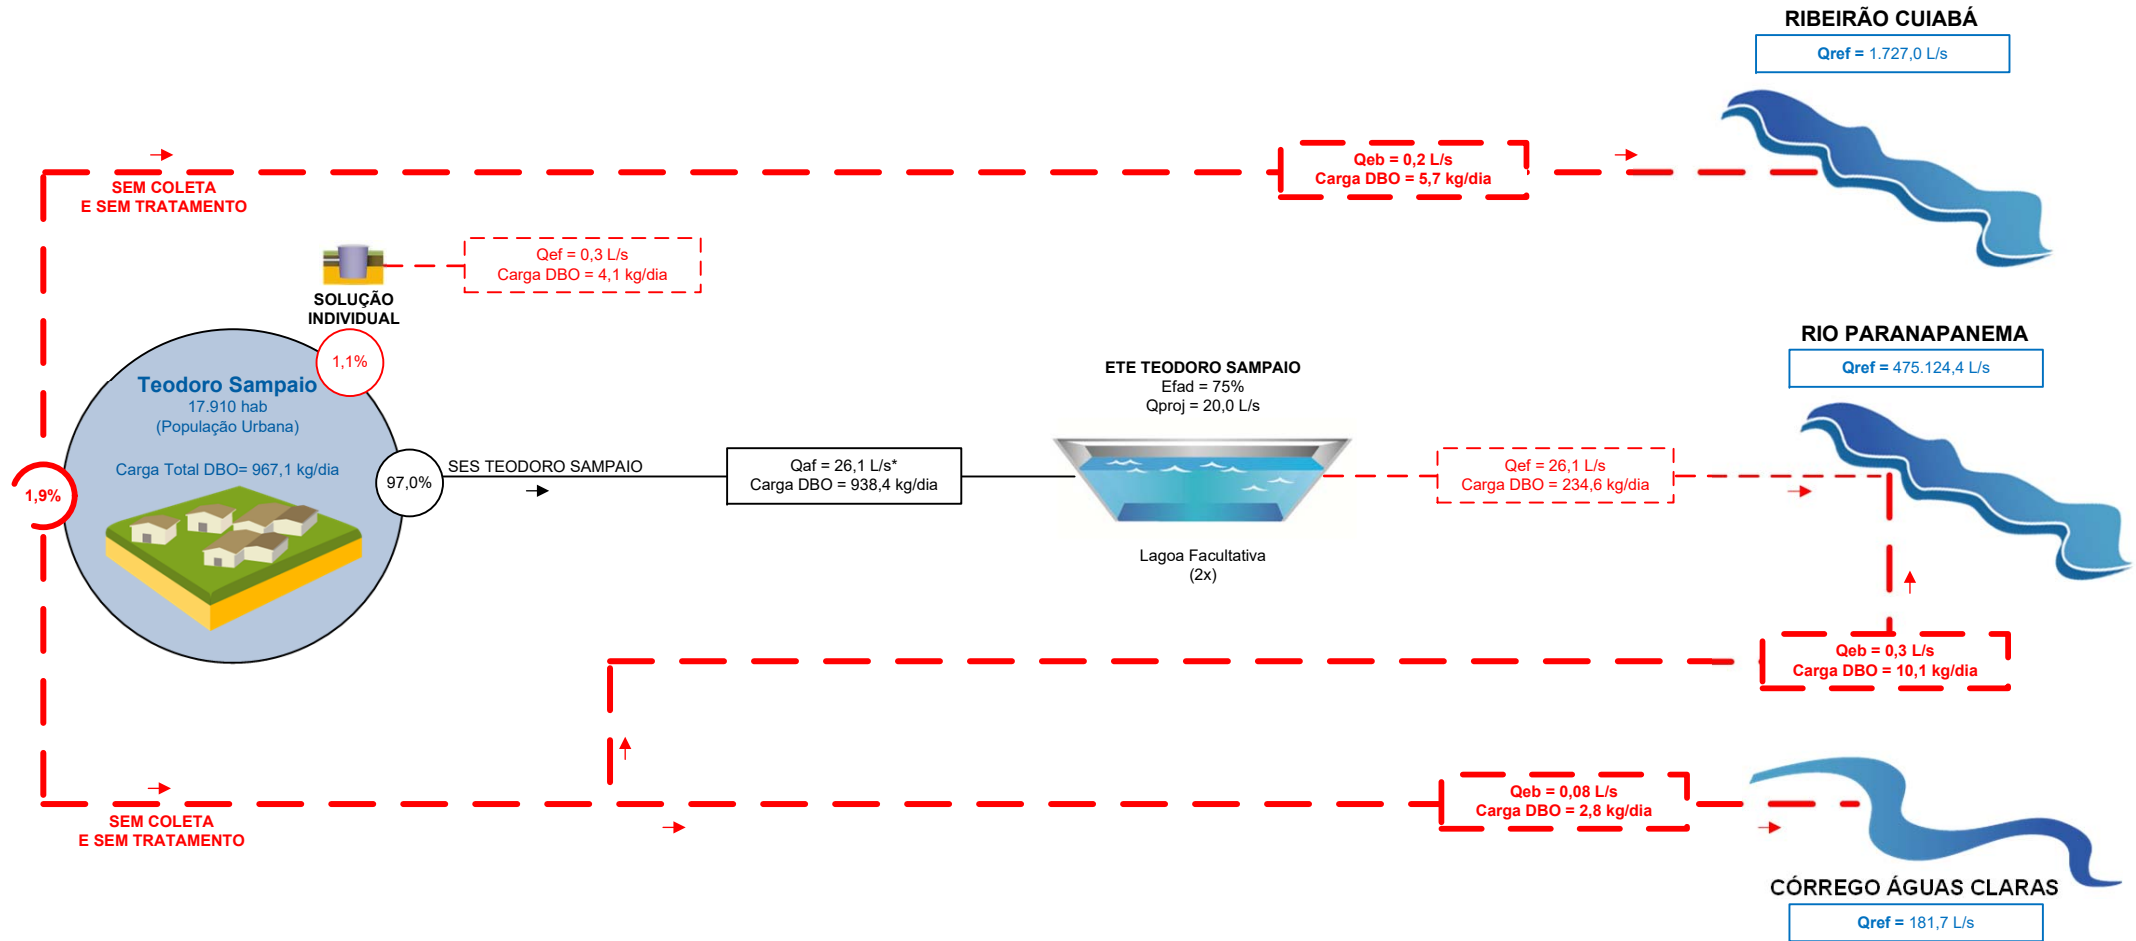 RIBEIRÃO CUIABÁ
Qref = 1.727,0 L/s
Qeb = 0,2 L/s
Carga DBO = 5,7 kg/dia
SEM COLETA
E SEM TRATAMENTO
Qef = 0,3 L/s
Carga DBO = 4,1 kg/dia
SOLUÇÃO
INDIVIDUAL
1,1%
RIO PARANAPANEMA
Qref = 475.124,4 L/s
Teodoro Sampaio
17.910 hab
(População Urbana)
Carga Total DBO= 967,1 kg/dia
1,9%
97,0%
SES TEODORO SAMPAIO
Qaf = 26,1 L/s*
Carga DBO = 938,4 kg/dia
ETE TEODORO SAMPAIO
Efad = 75%
Qproj = 20,0 L/s
Lagoa Facultativa
(2x)
Qef = 26,1 L/s
Carga DBO = 234,6 kg/dia
Qeb = 0,3 L/s
Carga DBO = 10,1 kg/dia
Qeb = 0,08 L/s
Carga DBO = 2,8 kg/dia
SEM COLETA
E SEM TRATAMENTO
CÓRREGO ÁGUAS CLARAS
Qref = 181,7 L/s